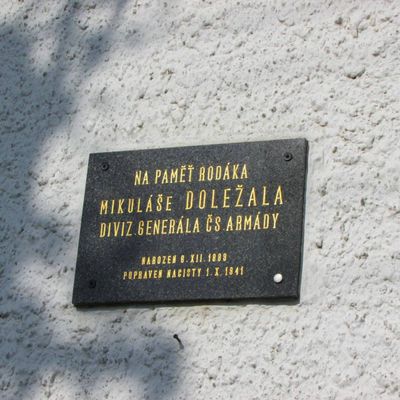 NA PAMĚŤ RODÁKA
MIKULÁŠE DOLEŽALA
DIVIZ. GENERÁLA ČS. ARMÁDY
NAROZEN 6. XII. 1889
POPRAVEN NACISTY 1. X. 1941